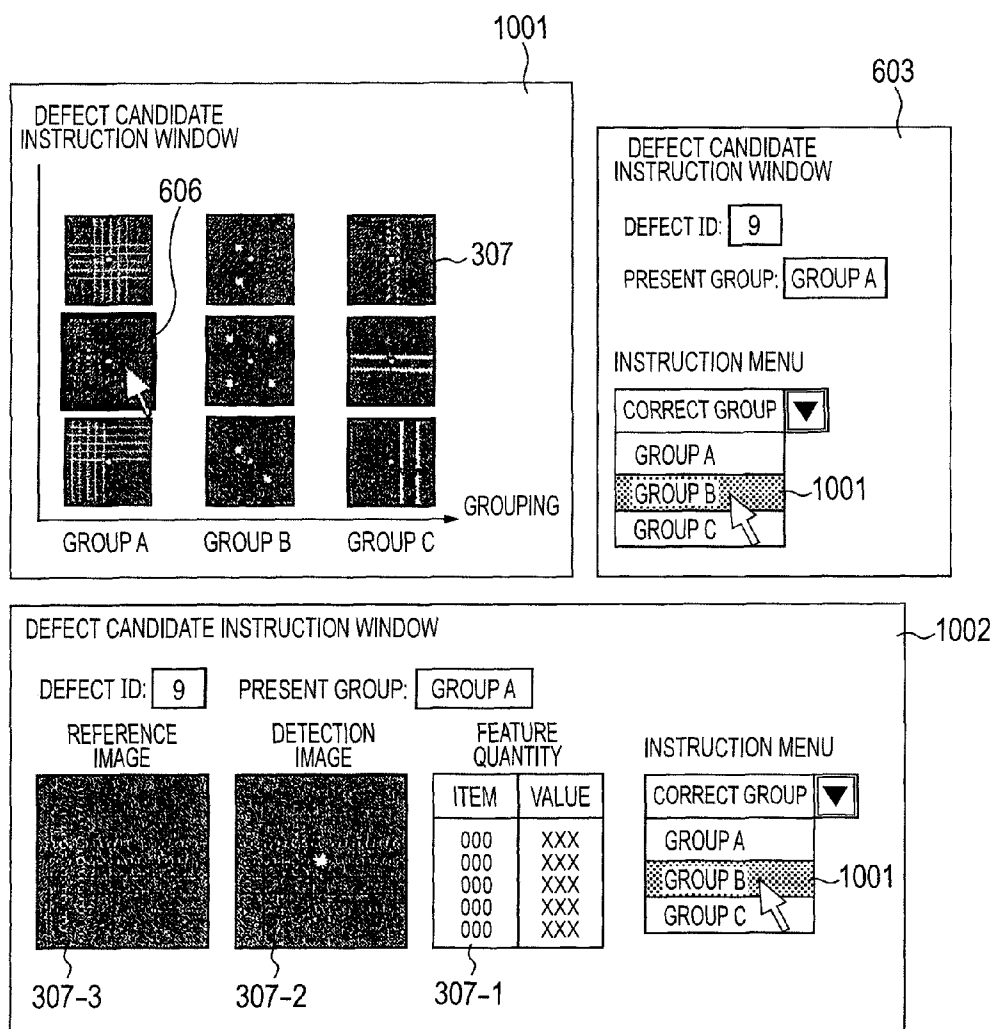 1001
DEFECT CANDIDATE
INSTRUCTION WINDOW
606
307
GROUPING
GROUP A GROUP B GROUP C
603
DEFECT CANDIDATE
INSTRUCTION WINDOW
DEFECT ID: 9
PRESENT GROUP: GROUP A
INSTRUCTION MENU
CORRECT GROUP ▼
GROUP A
GROUP B 1001
GROUP C
DEFECT CANDIDATE INSTRUCTION WINDOW
1002
DEFECT ID: 9 PRESENT GROUP: GROUP A
REFERENCE
IMAGE
DETECTION
IMAGE
FEATURE
QUANTITY
ITEM VALUE
000 XXX
000 XXX
000 XXX
000 XXX
000 XXX
INSTRUCTION MENU
CORRECT GROUP ▼
GROUP A
GROUP B 1001
GROUP C
307-3 307-2 307-1